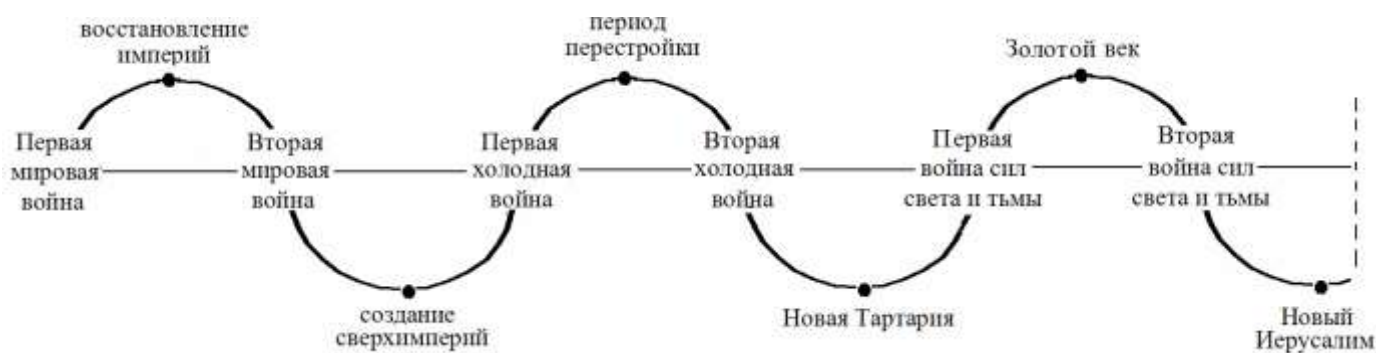 восстановление
империй
период
перестройки
Золотой век
Первая
мировая
война
Вторая
мировая
война
Первая
холодная
война
Вторая
холодная
война
Первая
война сил
света и тьмы
Вторая
война сил
света и тьмы
создание
сверхимперий
Новая Тартария
Новый
Иерусалим